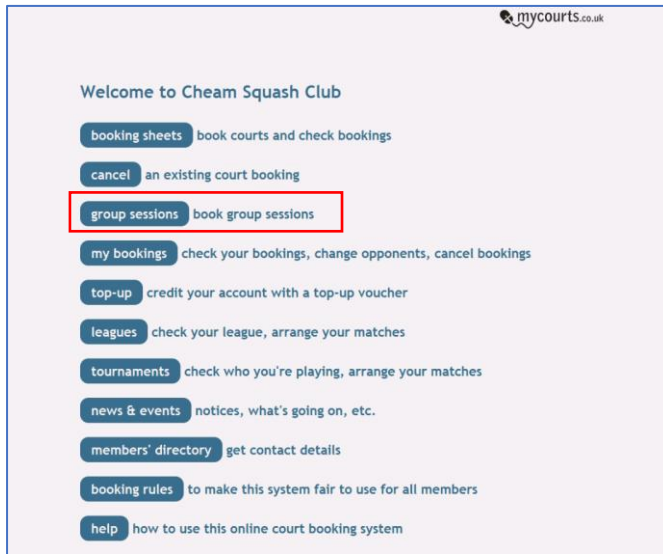 mycourts.co.uk
Welcome to Cheam Squash Club
booking sheets book courts and check bookings
cancel an existing court booking
group sessions book group sessions
my bookings check your bookings, change opponents, cancel bookings
top-up credit your account with a top-up voucher
leagues check your league, arrange your matches
tournaments check who you're playing, arrange your matches
news & events notices, what's going on, etc.
members' directory get contact details
booking rules to make this system fair to use for all members
help how to use this online court booking system